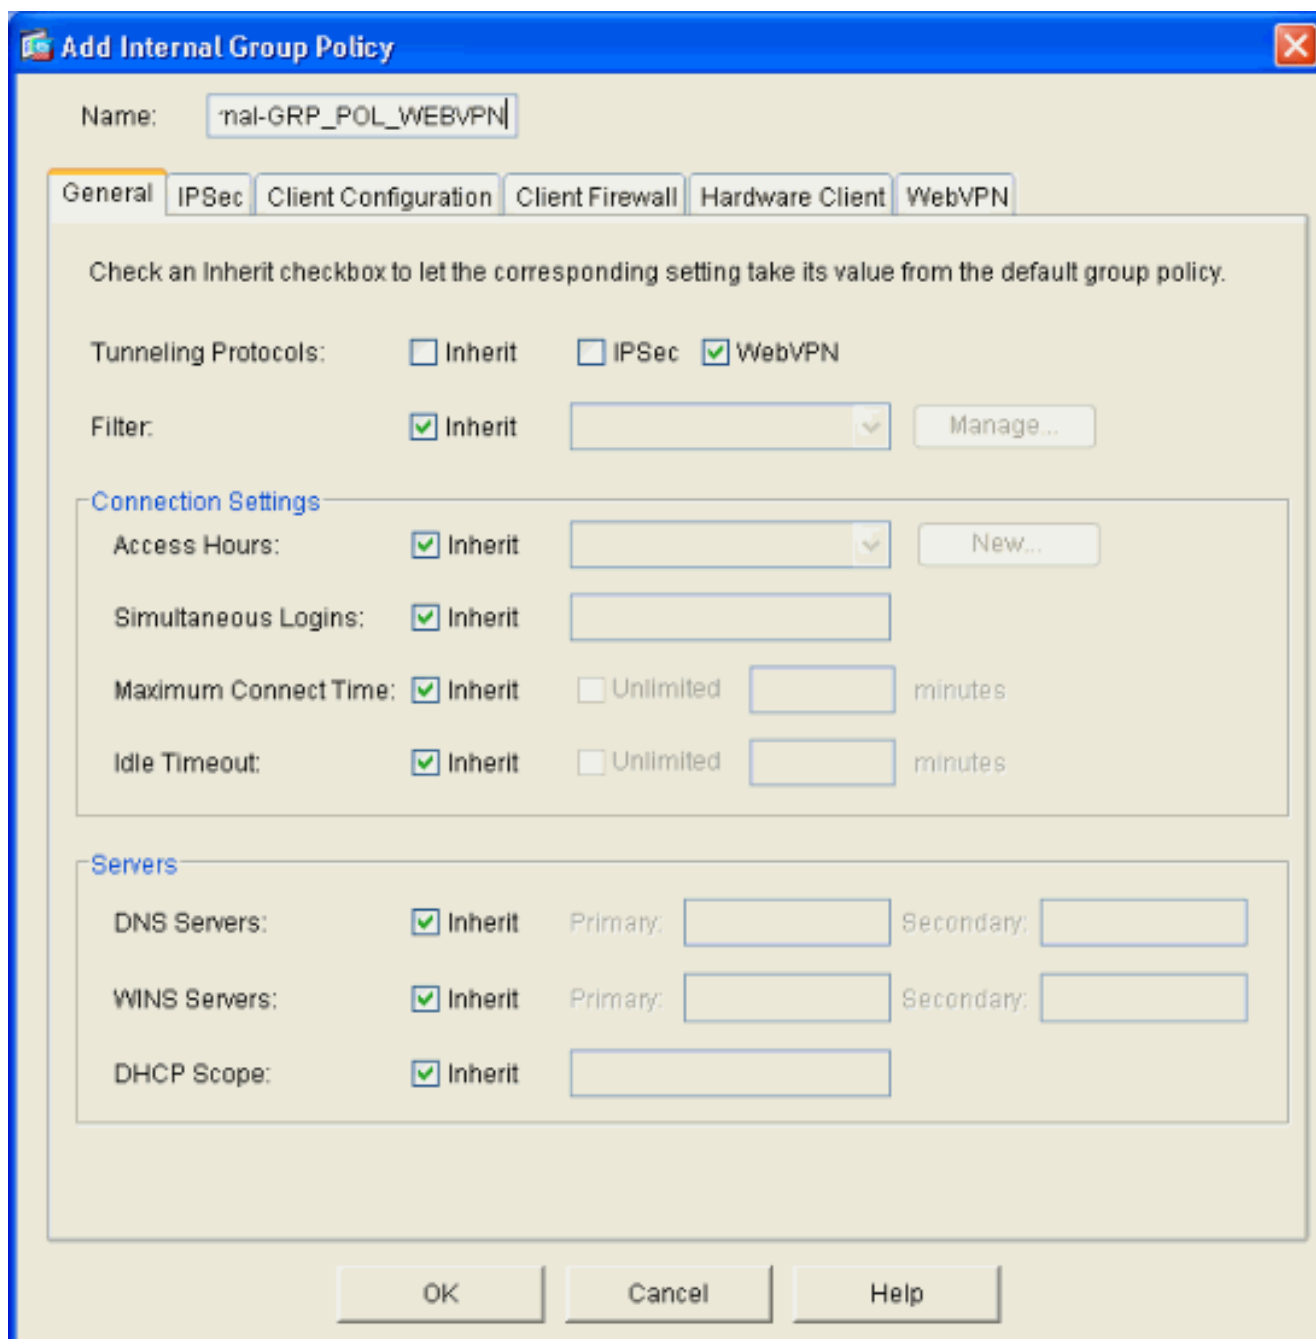 Add Internal Group Policy
Name: rnal-GRP_POL_WEBVPN
General IPSec Client Configuration Client Firewall Hardware Client WebVPN
Check an Inherit checkbox to let the corresponding setting take its value from the default group policy.
Tunneling Protocols: Inherit IPSec WebVPN
Filter: Inherit Manage...
Connection Settings
Access Hours: Inherit New...
Simultaneous Logins: Inherit
Maximum Connect Time: Inherit Unlimited minutes
Idle Timeout: Inherit Unlimited minutes
Servers
DNS Servers: Inherit Primary: Secondary:
WINS Servers: Inherit Primary: Secondary:
DHCP Scope: Inherit
OK Cancel Help